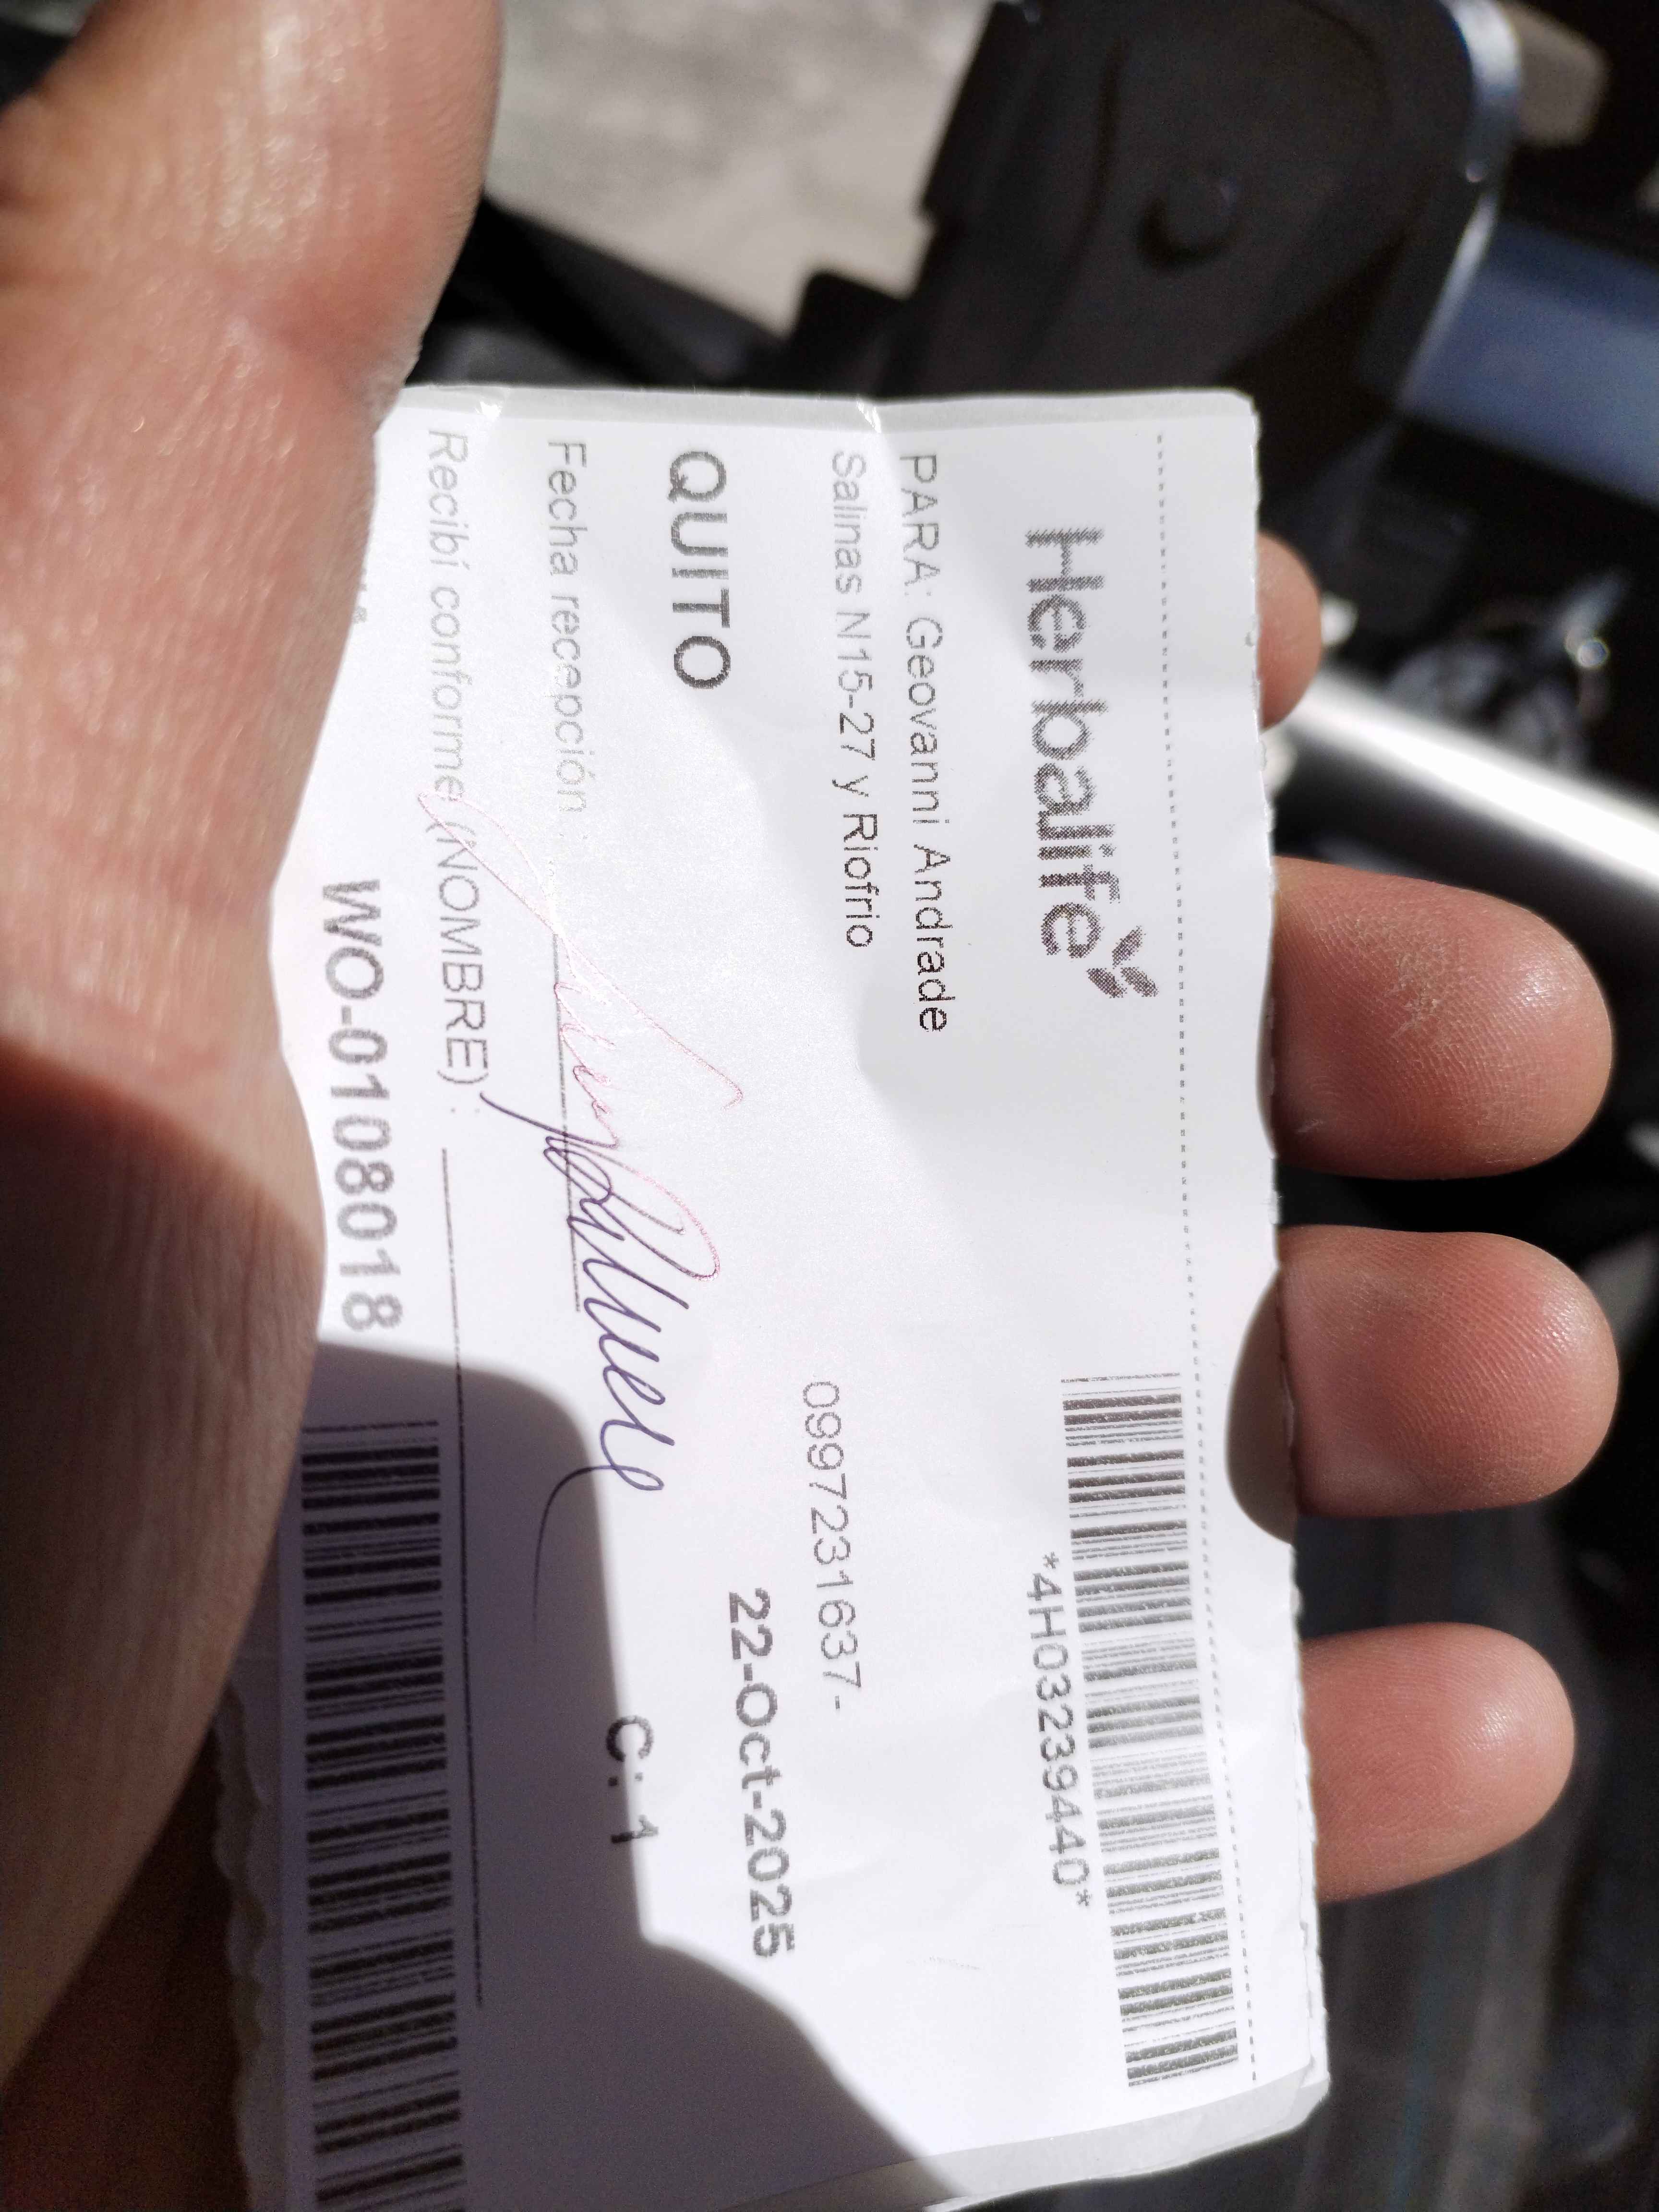 Herbalife
*4H03239440*
PARA: Geovanni Andrade
Salinas N15-27 y Riofrio
0997231637-
QUITO
22-Oct-2025
Fecha recepción :
C: 1
Recibí conforme (NOMBRE) :
WO-01080018